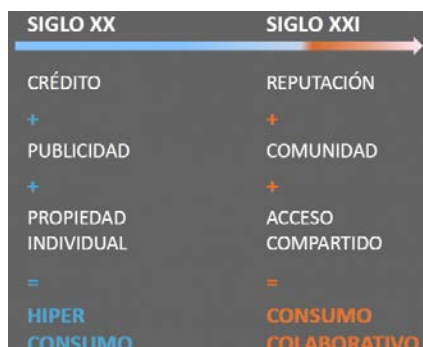 SIGLO XX
SIGLO XXI
CRÉDITO
REPUTACIÓN
+
+
PUBLICIDAD
COMUNIDAD
+
+
PROPIEDAD
INDIVIDUAL
ACCESO
COMPARTIDO
=
=
HIPER
CONSUMO
CONSUMO
COLABORATIVO